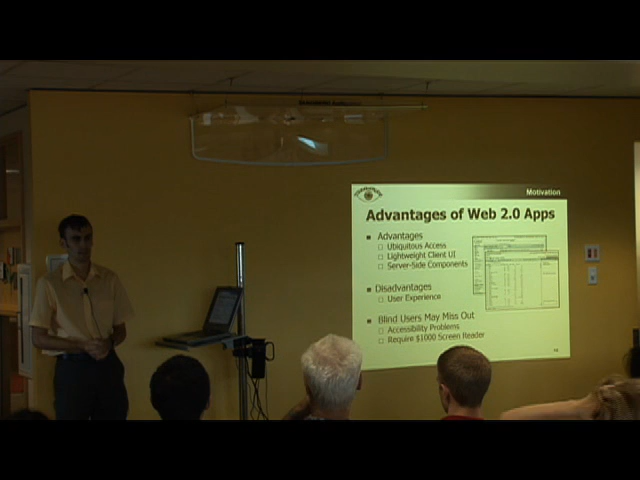 Motivation
Advantages of Web 2.0 Apps
Advantages
Ubiquitous Access
Lightweight Client UI
Server-Side Components
Disadvantages
User Experience
Blind Users May Miss Out
Accessibility Problems
Require $1000 Screen Reader